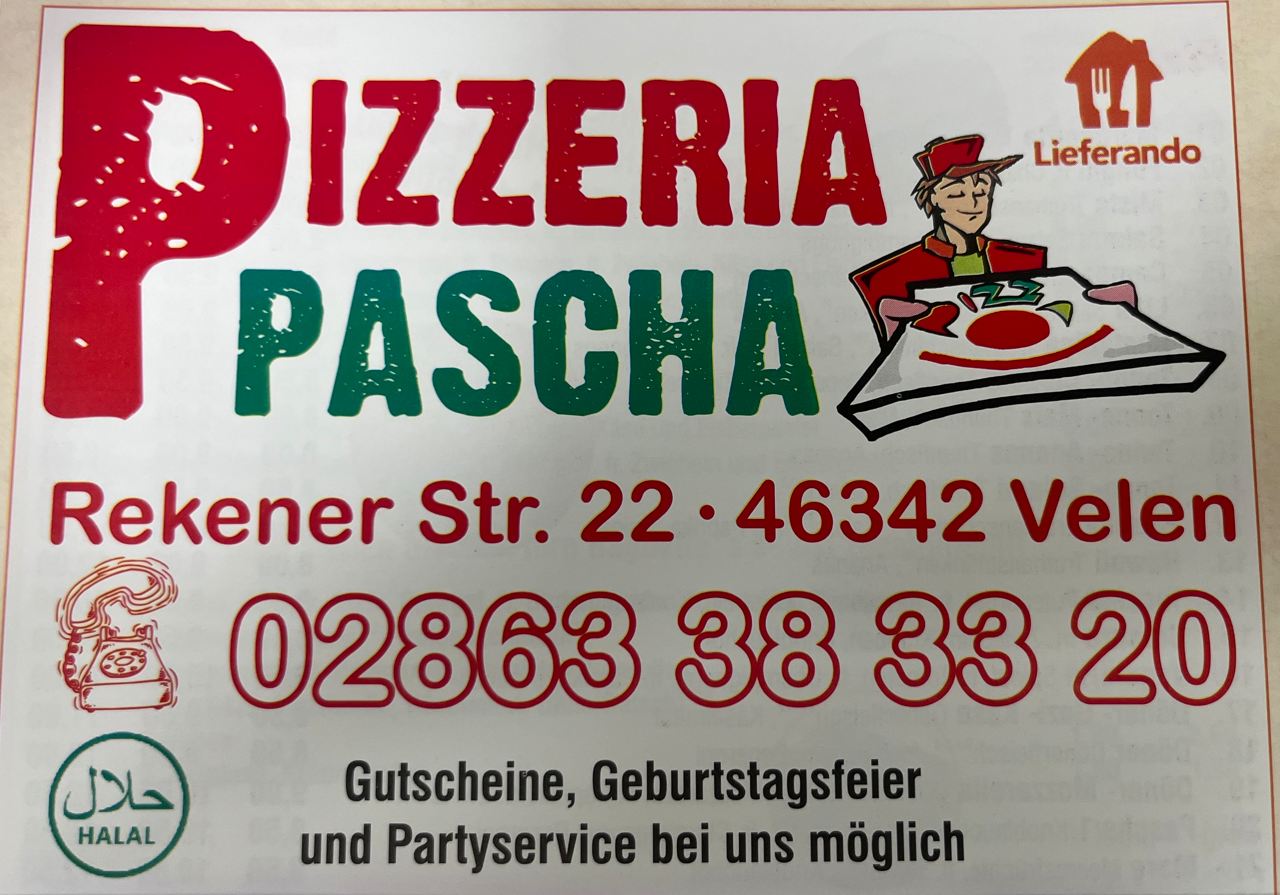 PIZZERIA
PASCHA
Lieferando
Rekener Str. 22 · 46342 Velen
02863 38 33 20
حلال
HALAL
Gutscheine, Geburtstagsfeier
und Partyservice bei uns möglich